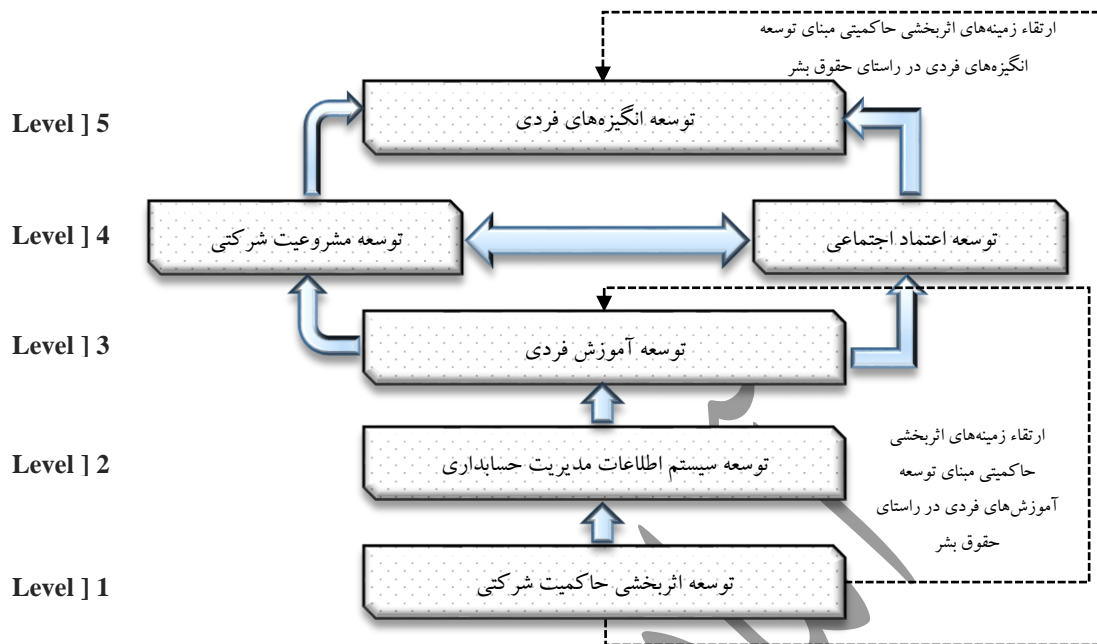 ارتقاء زمینه‌های اثربخشی حاکمیتی مبنای توسعه
انگیزه‌های فردی در راستای حقوق بشر
Level ] 5
توسعه انگیزه‌های فردی
Level ] 4
توسعه مشروعیت شرکتی
توسعه اعتماد اجتماعی
Level ] 3
توسعه آموزش فردی
Level ] 2
توسعه سیستم اطلاعات مدیریت حسابداری
ارتقاء زمینه‌های اثربخشی
حاکمیتی مبنای توسعه
آموزش‌های فردی در راستای
حقوق بشر
Level ] 1
توسعه اثربخشی حاکمیت شرکتی